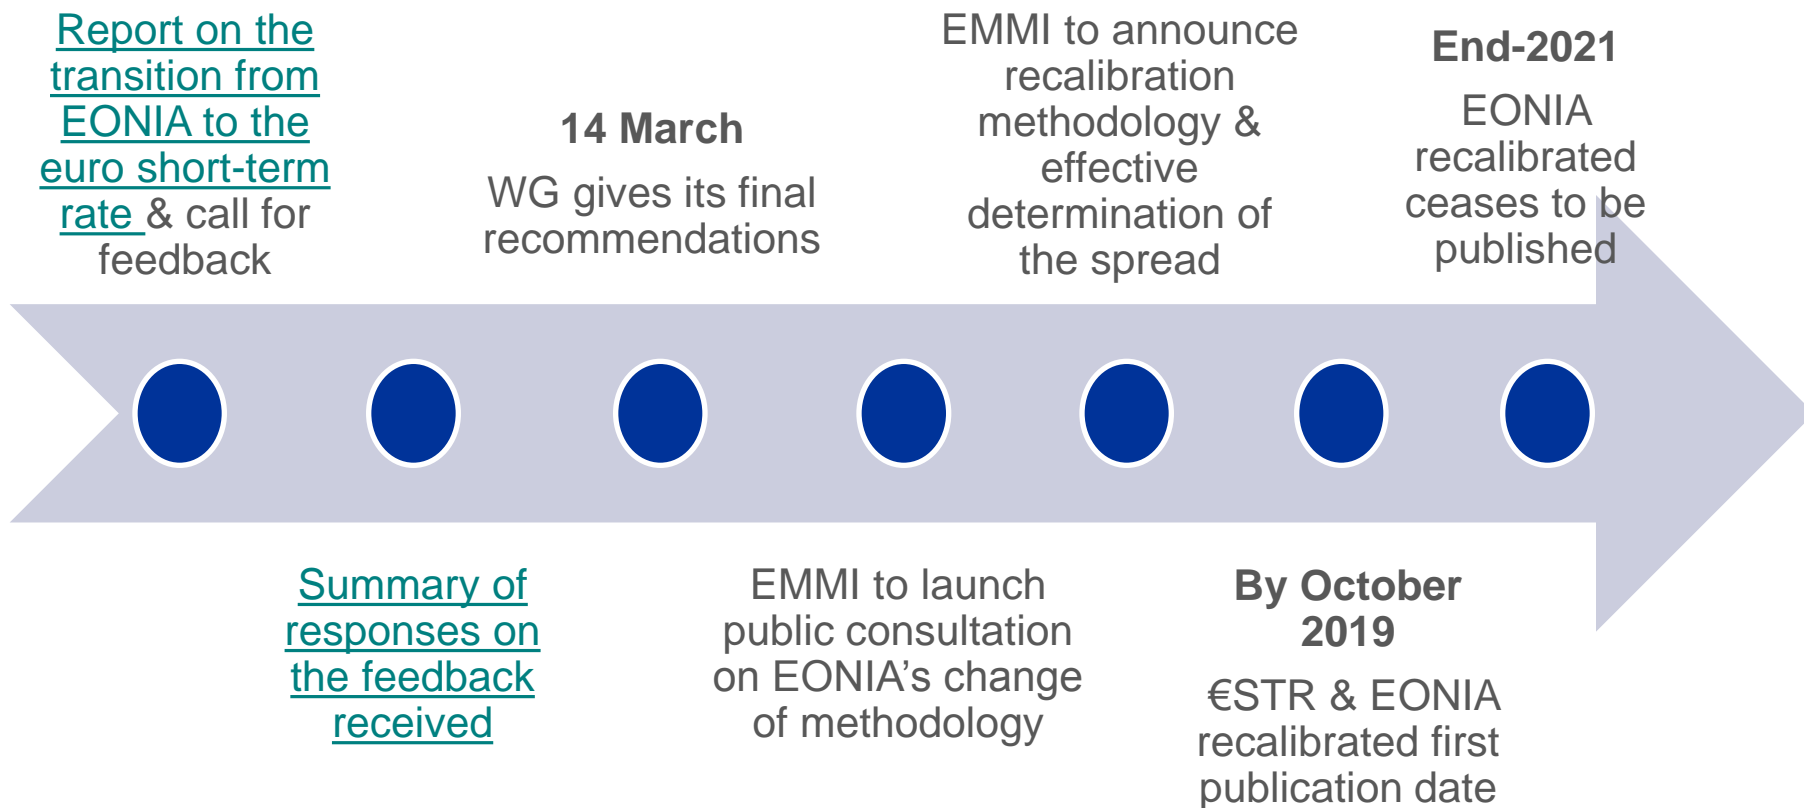 Report on the
transition from
EONIA to the
euro short-term
rate & call for
feedback
Summary of
responses on
the feedback
received
14 March
WG gives its final
recommendations
EMMI to launch
public consultation
on EONIA’s change
of methodology
EMMI to announce
recalibration
methodology &
effective
determination of
the spread
By October
2019
€STR & EONIA
recalibrated first
publication date
End-2021
EONIA
recalibrated
ceases to be
published